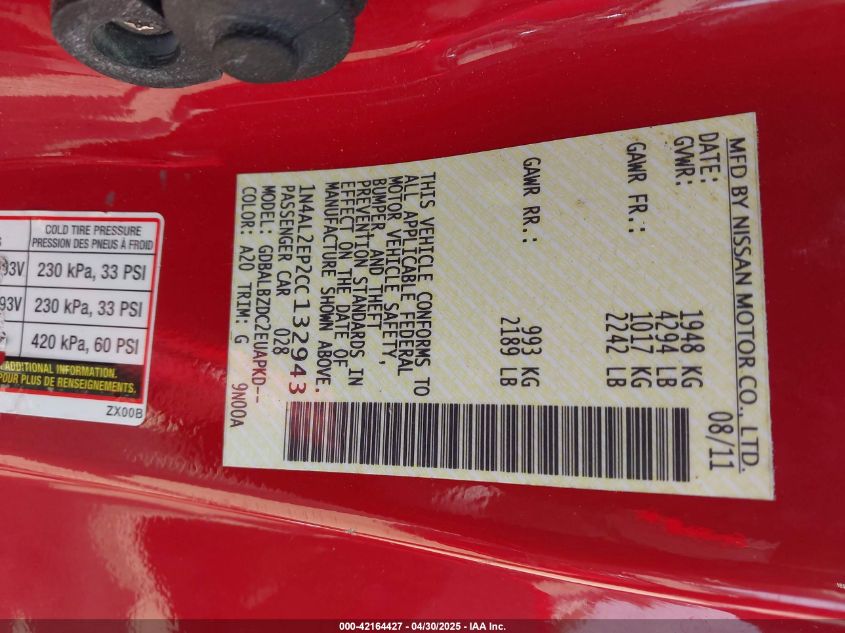 MFD BY NISSAN MOTOR CO., LTD.
DATE: 08/11
GVWR: 1948 KG
4294 LB
GAWR FR.: 1017 KG
2242 LB
GAWR RR.: 993 KG
2189 LB
THIS VEHICLE CONFORMS TO
ALL APPLICABLE FEDERAL
MOTOR VEHICLE SAFETY,
BUMPER, AND THEFT
PREVENTION STANDARDS IN
EFFECT ON THE DATE OF
MANUFACTURE SHOWN ABOVE.
1N4AL2EP2CC132943
PASSENGER CAR 028
MODEL: GDBALBZDC2EUAPKD--
COLOR: A20 TRIM: G 9N00A
COLD TIRE PRESSURE
PRESSION DES PNEUS À FROID
93V 230 kPa, 33 PSI
93V 230 kPa, 33 PSI
420 kPa, 60 PSI
ADDITIONAL INFORMATION.
POUR PLUS DE RENSEIGNEMENTS.
ZX00B
000-42164427 - 04/30/2025 - IAA Inc.